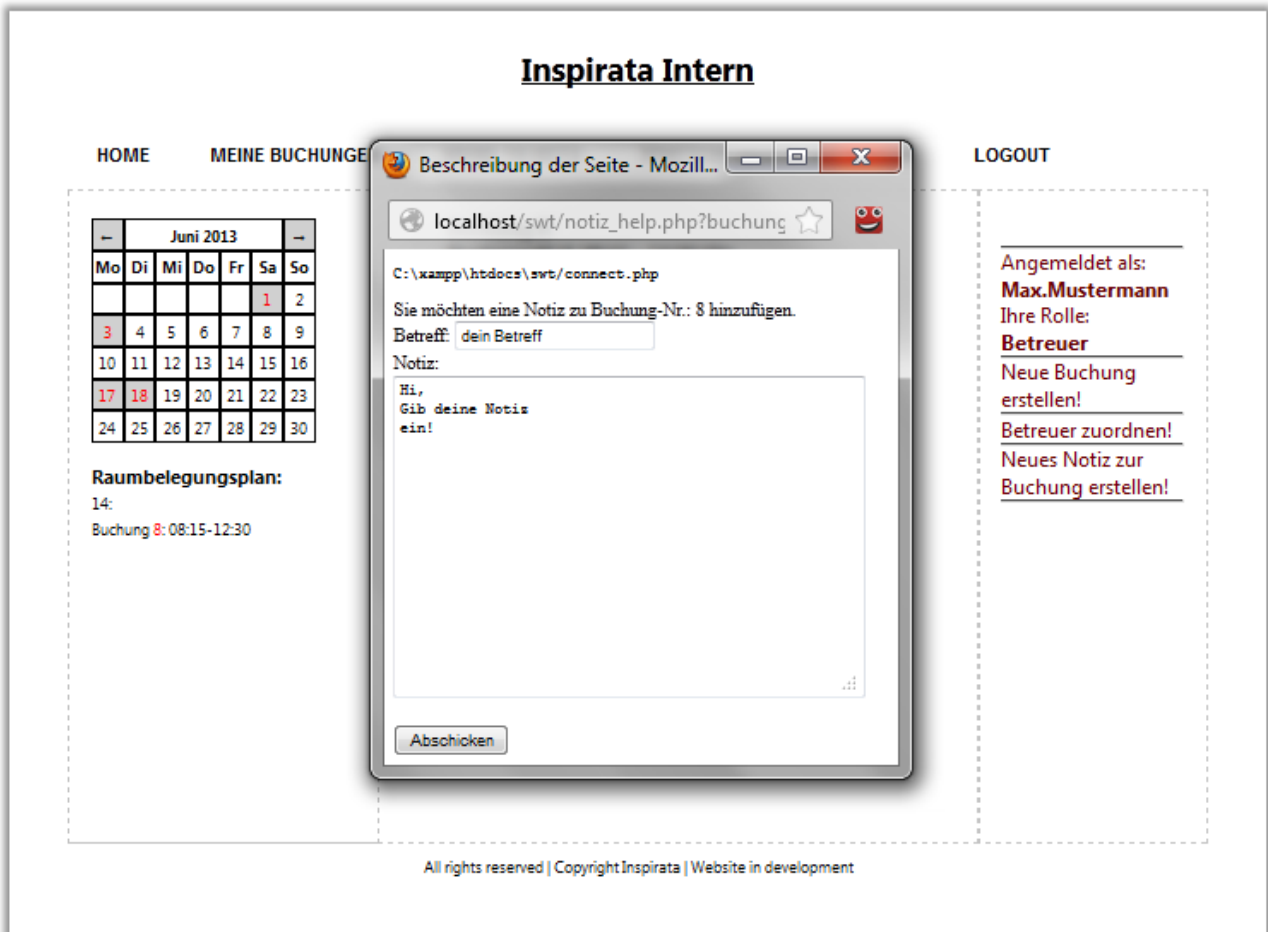 Inspirata Intern
HOME
MEINE BUCHUNGE
LOGOUT
← Juni 2013 →
Mo Di Mi Do Fr Sa So
1 2
3 4 5 6 7 8 9
10 11 12 13 14 15 16
17 18 19 20 21 22 23
24 25 26 27 28 29 30
Raumbelegungsplan:
14:
Buchung 8: 08:15-12:30
Beschreibung der Seite - Mozill...
localhost/swt/notiz_help.php?buchung
C:\xampp\htdocs\swt/connect.php
Sie möchten eine Notiz zu Buchung-Nr.: 8 hinzufügen.
Betreff: dein Betreff
Notiz:
Hi,
Gib deine Notiz
ein!
Abschicken
Angemeldet als:
Max.Mustermann
Ihre Rolle:
Betreuer
Neue Buchung
erstellen!
Betreuer zuordnen!
Neues Notiz zur
Buchung erstellen!
All rights reserved | Copyright Inspirata | Website in development